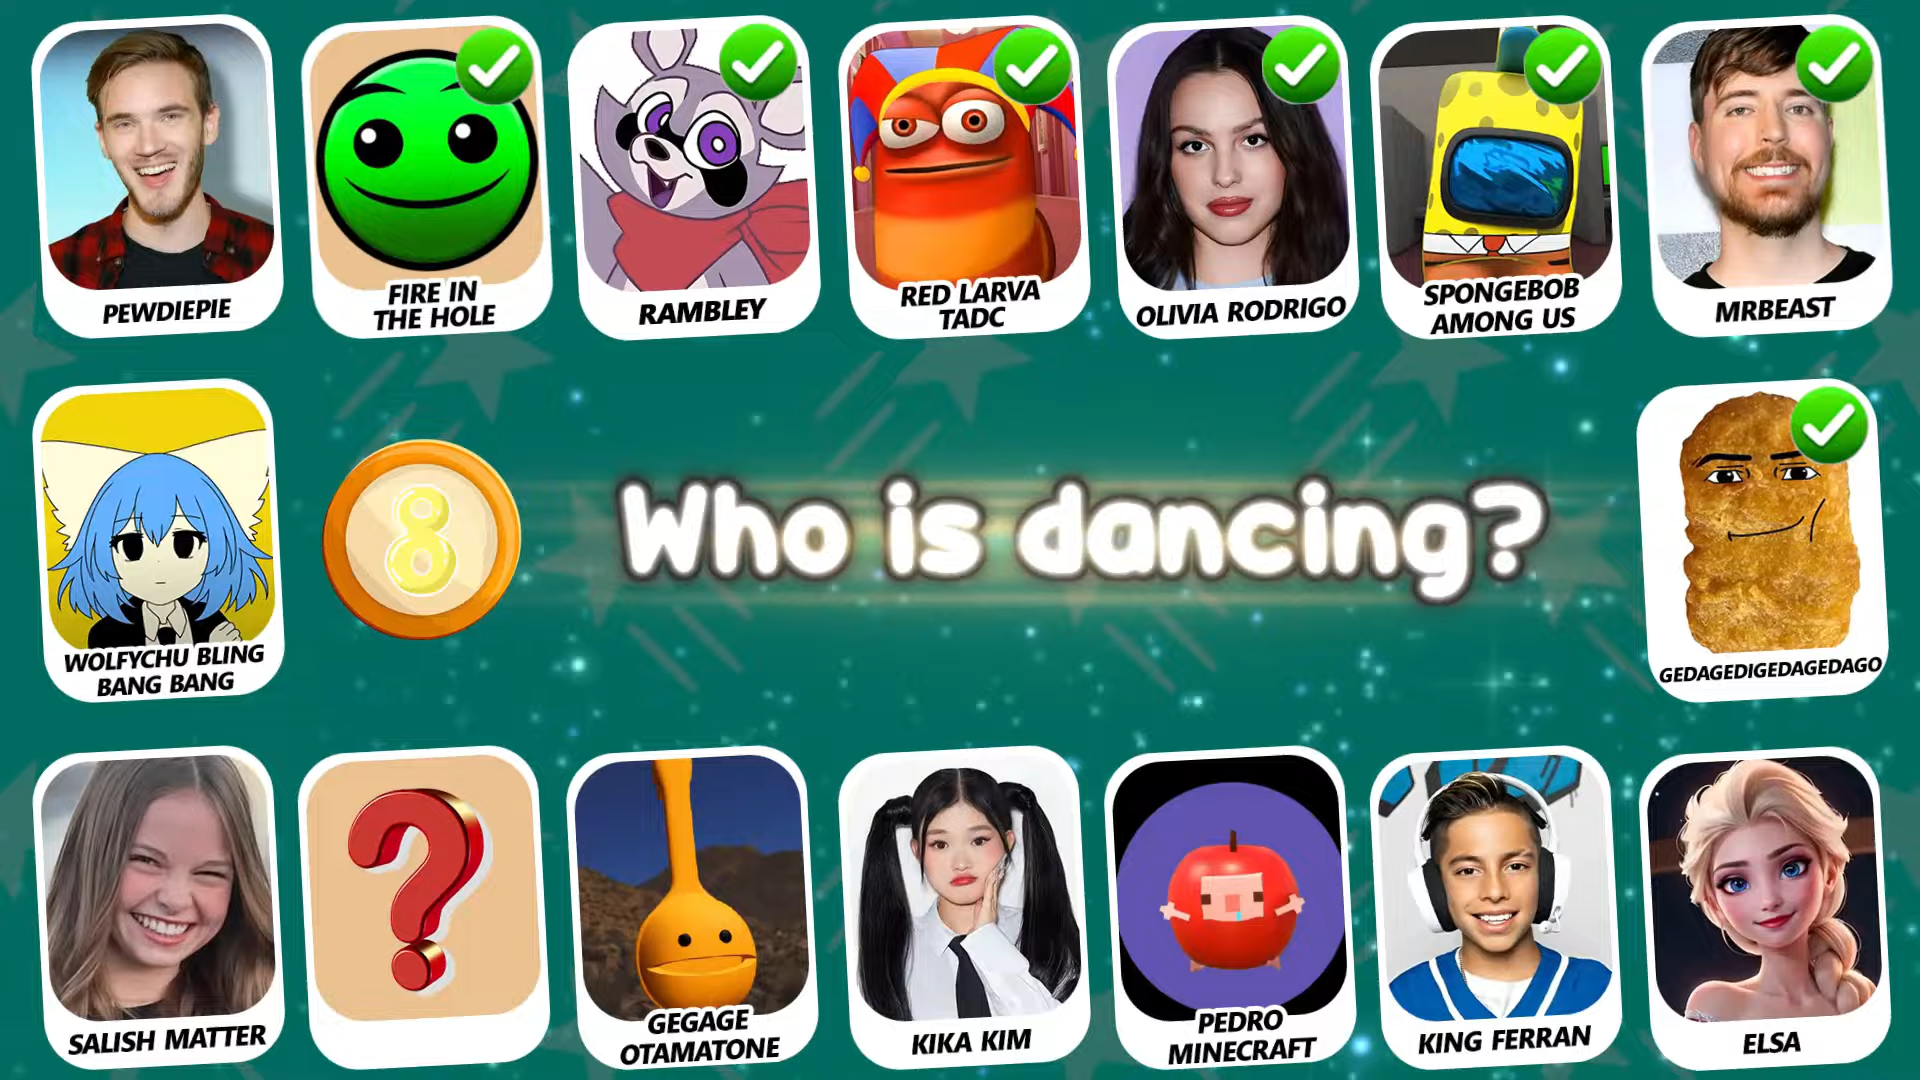 PEWDIEPIE
FIRE IN
THE HOLE
RAMBLEY
RED LARVA
TADC
OLIVIA RODRIGO
SPONGEBOB
AMONG US
MRBEAST
WOLFYCHU BLING
BANG BANG
8
Who is dancing?
GEDAGEDIGEDAGEDAGO
SALISH MATTER
?
GEGAGE
OTAMATONE
KIKA KIM
PEDRO
MINECRAFT
KING FERRAN
ELSA